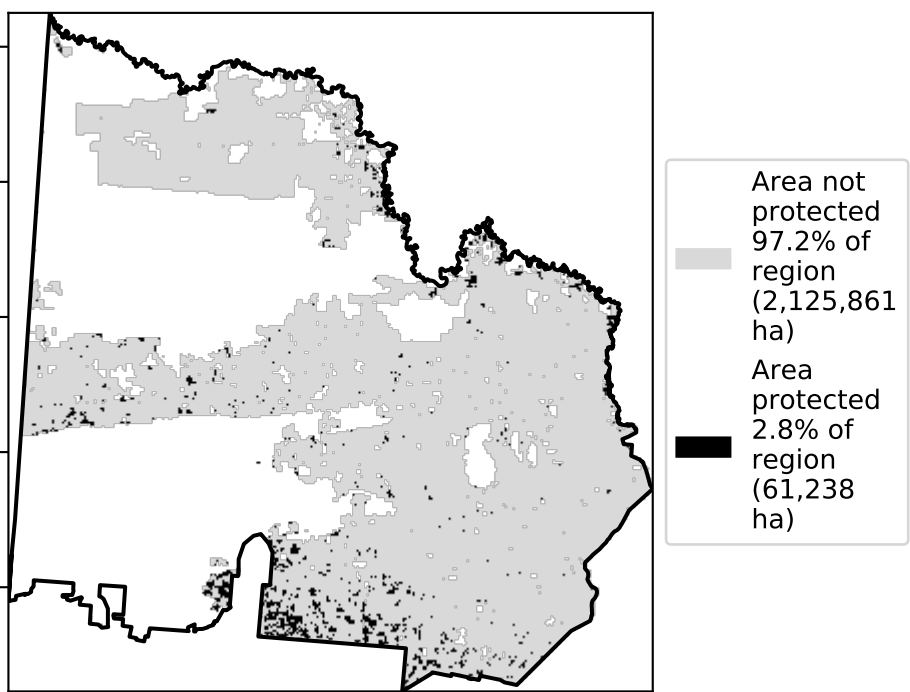 Area not
protected
97.2% of
region
(2,125,861
ha)
Area
protected
2.8% of
region
(61,238
ha)